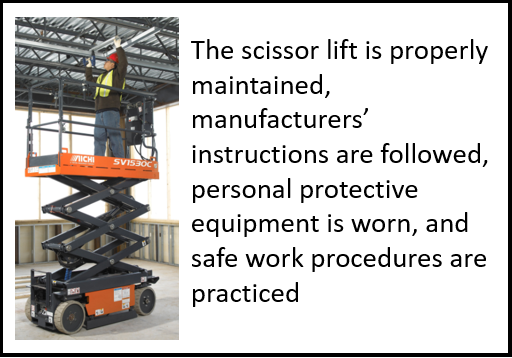 The scissor lift is properly
maintained,
manufacturers’
instructions are followed,
personal protective
equipment is worn, and
safe work procedures are
practiced
AICHI
SV1530C